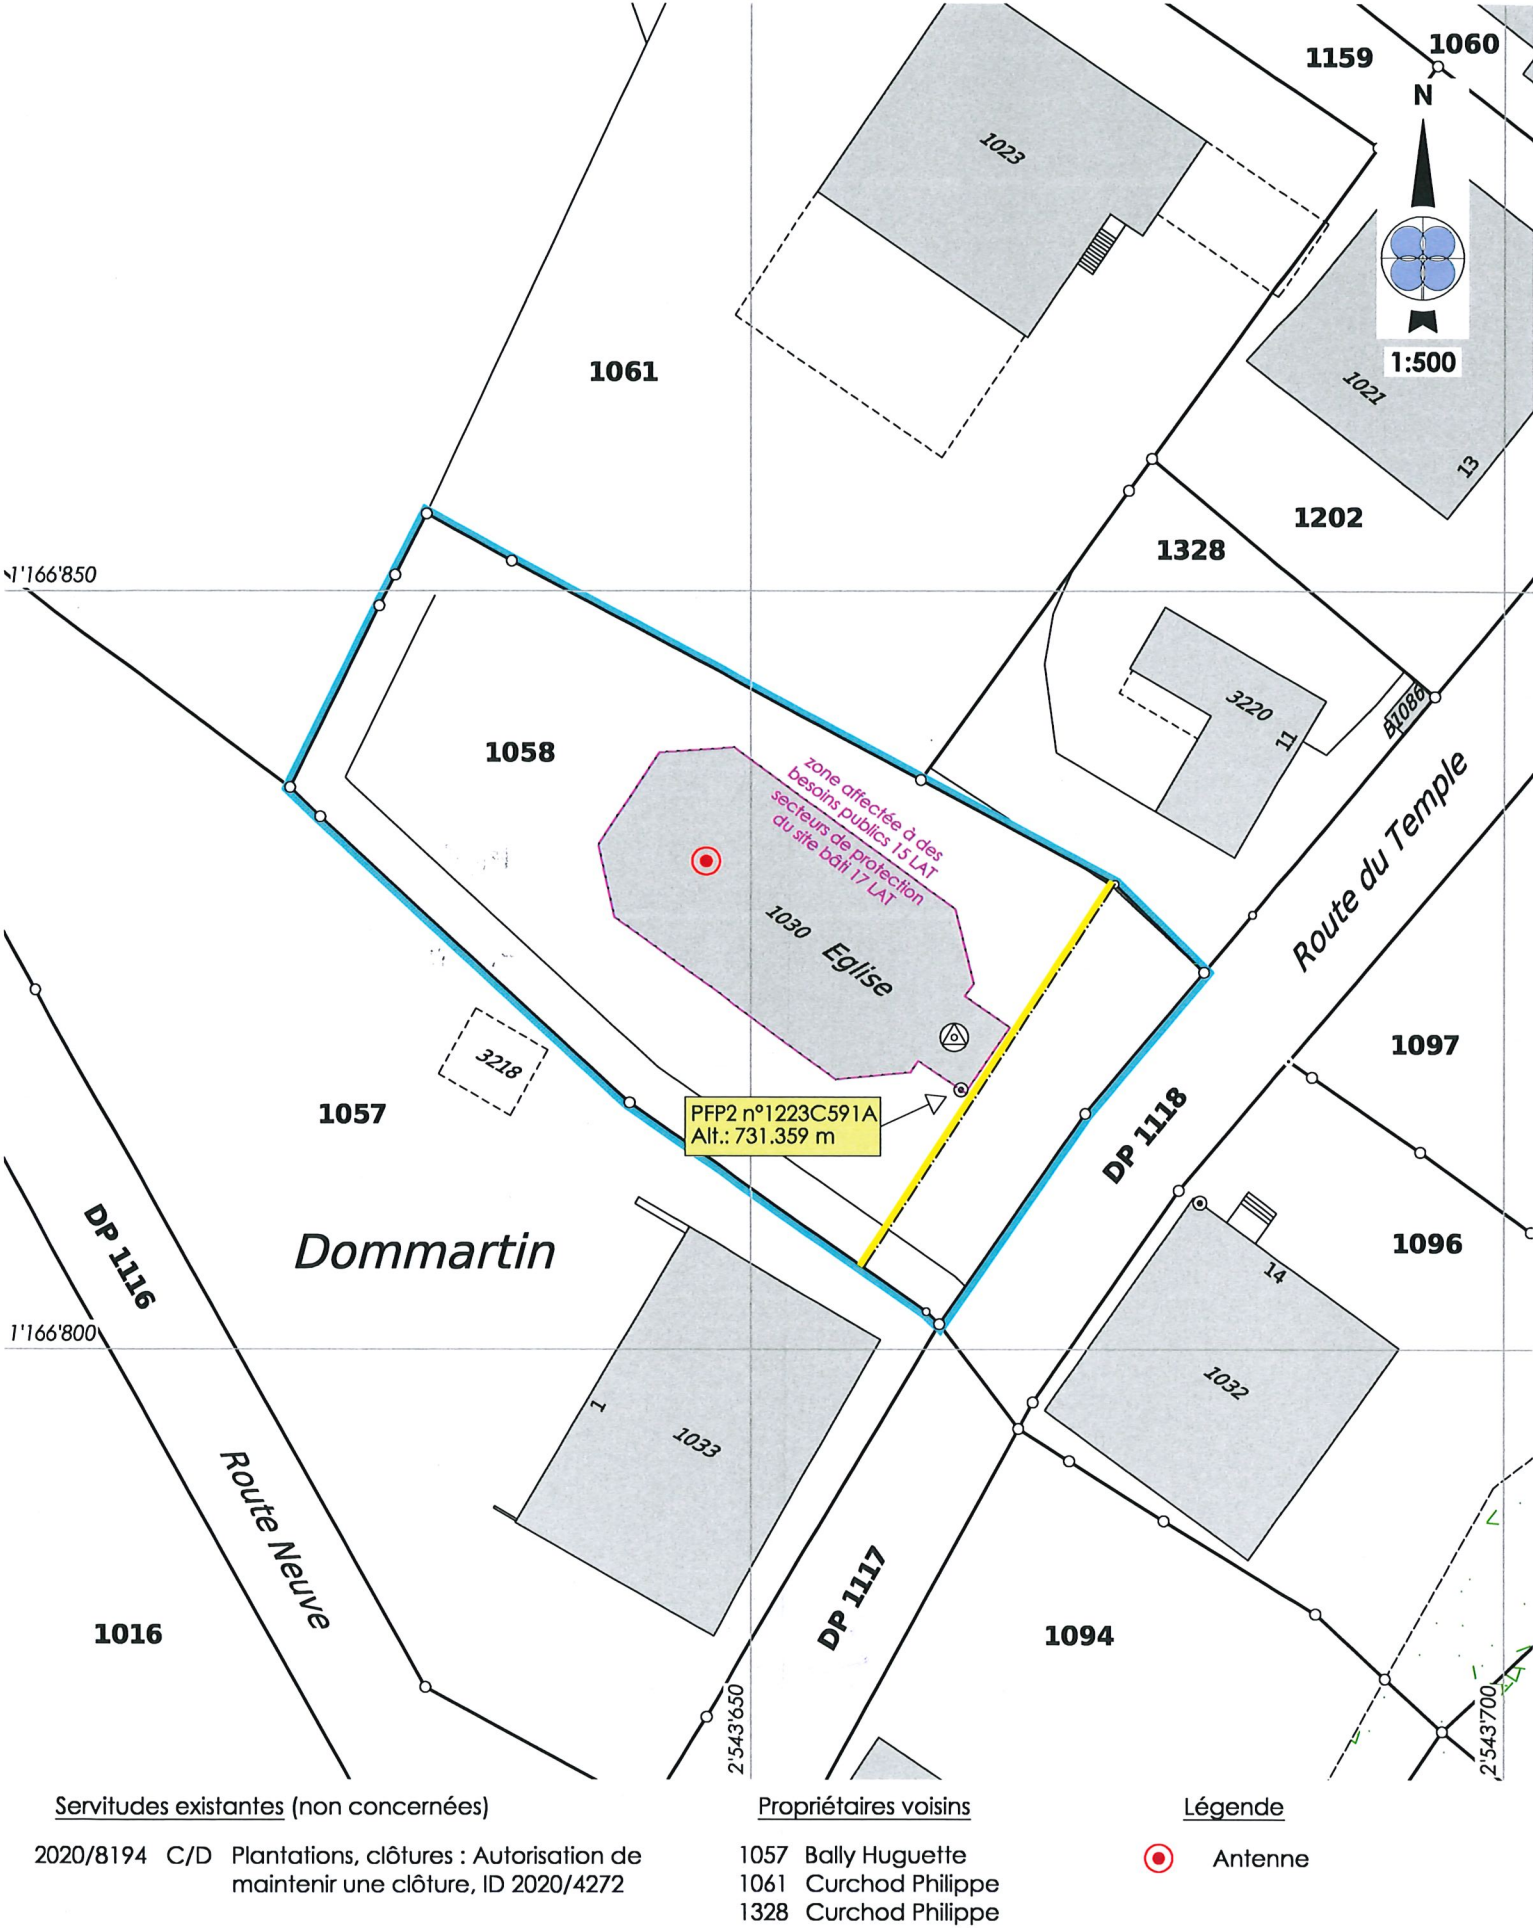 1159
1060
N
1023
1:500
1061
1021
13
1202
1328
1'166'850
3220
11
B1086
1058
zone affectée à des
besoins publics 15 LAT
secteurs de protection
du site bâti 17 LAT
Route du Temple
1030 Eglise
1097
3218
1057
PFP2 nº1223C591A
Alt.: 731.359 m
DP 1118
DP 1116
Dommartin
1096
14
1'166'800
1032
1
1033
Route Neuve
DP 1117
1016
1094
2'543'650
2'543'700
Servitudes existantes (non concernées)
2020/8194 C/D Plantations, clôtures : Autorisation de
maintenir une clôture, ID 2020/4272
Propriétaires voisins
1057 Bally Huguette
1061 Curchod Philippe
1328 Curchod Philippe
Légende
Antenne